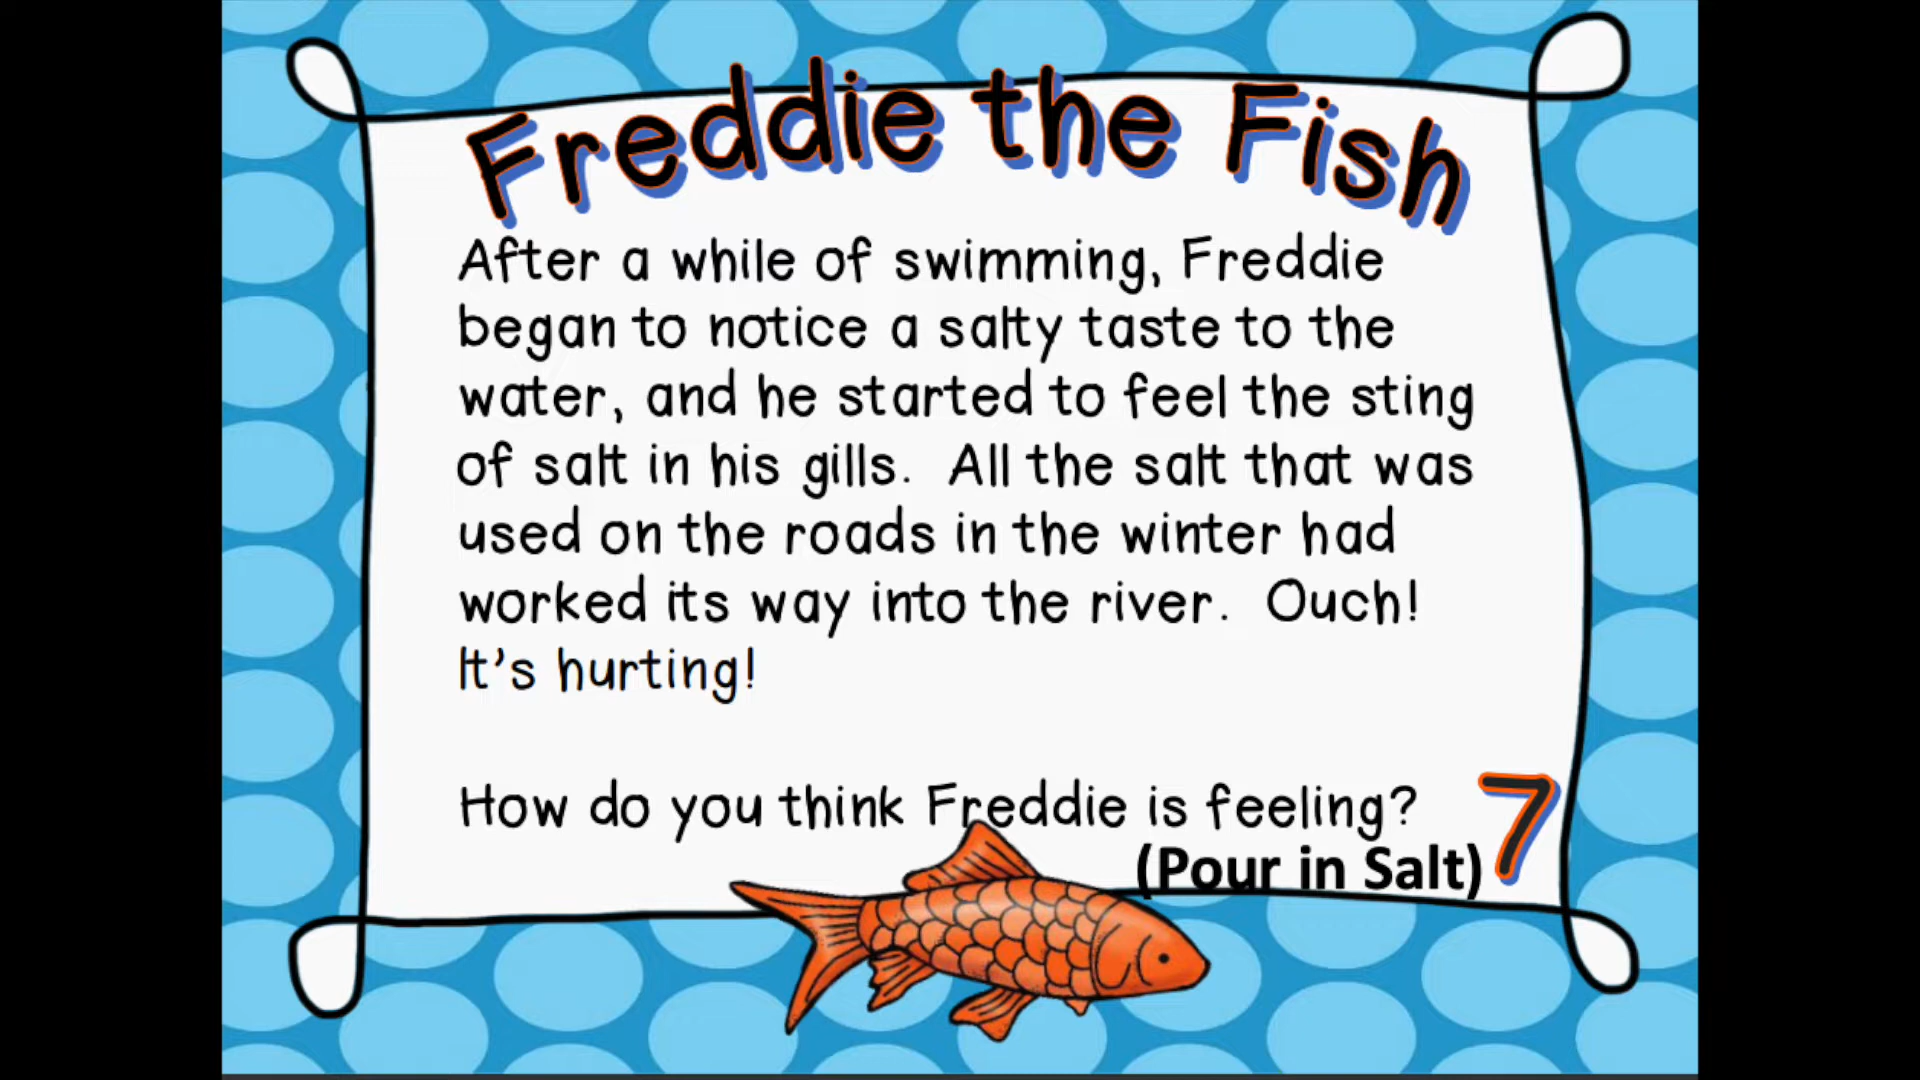 Freddie the Fish
After a while of swimming, Freddie
began to notice a salty taste to the
water, and he started to feel the sting
of salt in his gills. All the salt that was
used on the roads in the winter had
worked its way into the river. Ouch!
It's hurting!
How do you think Freddie is feeling?
(Pour in Salt)
7